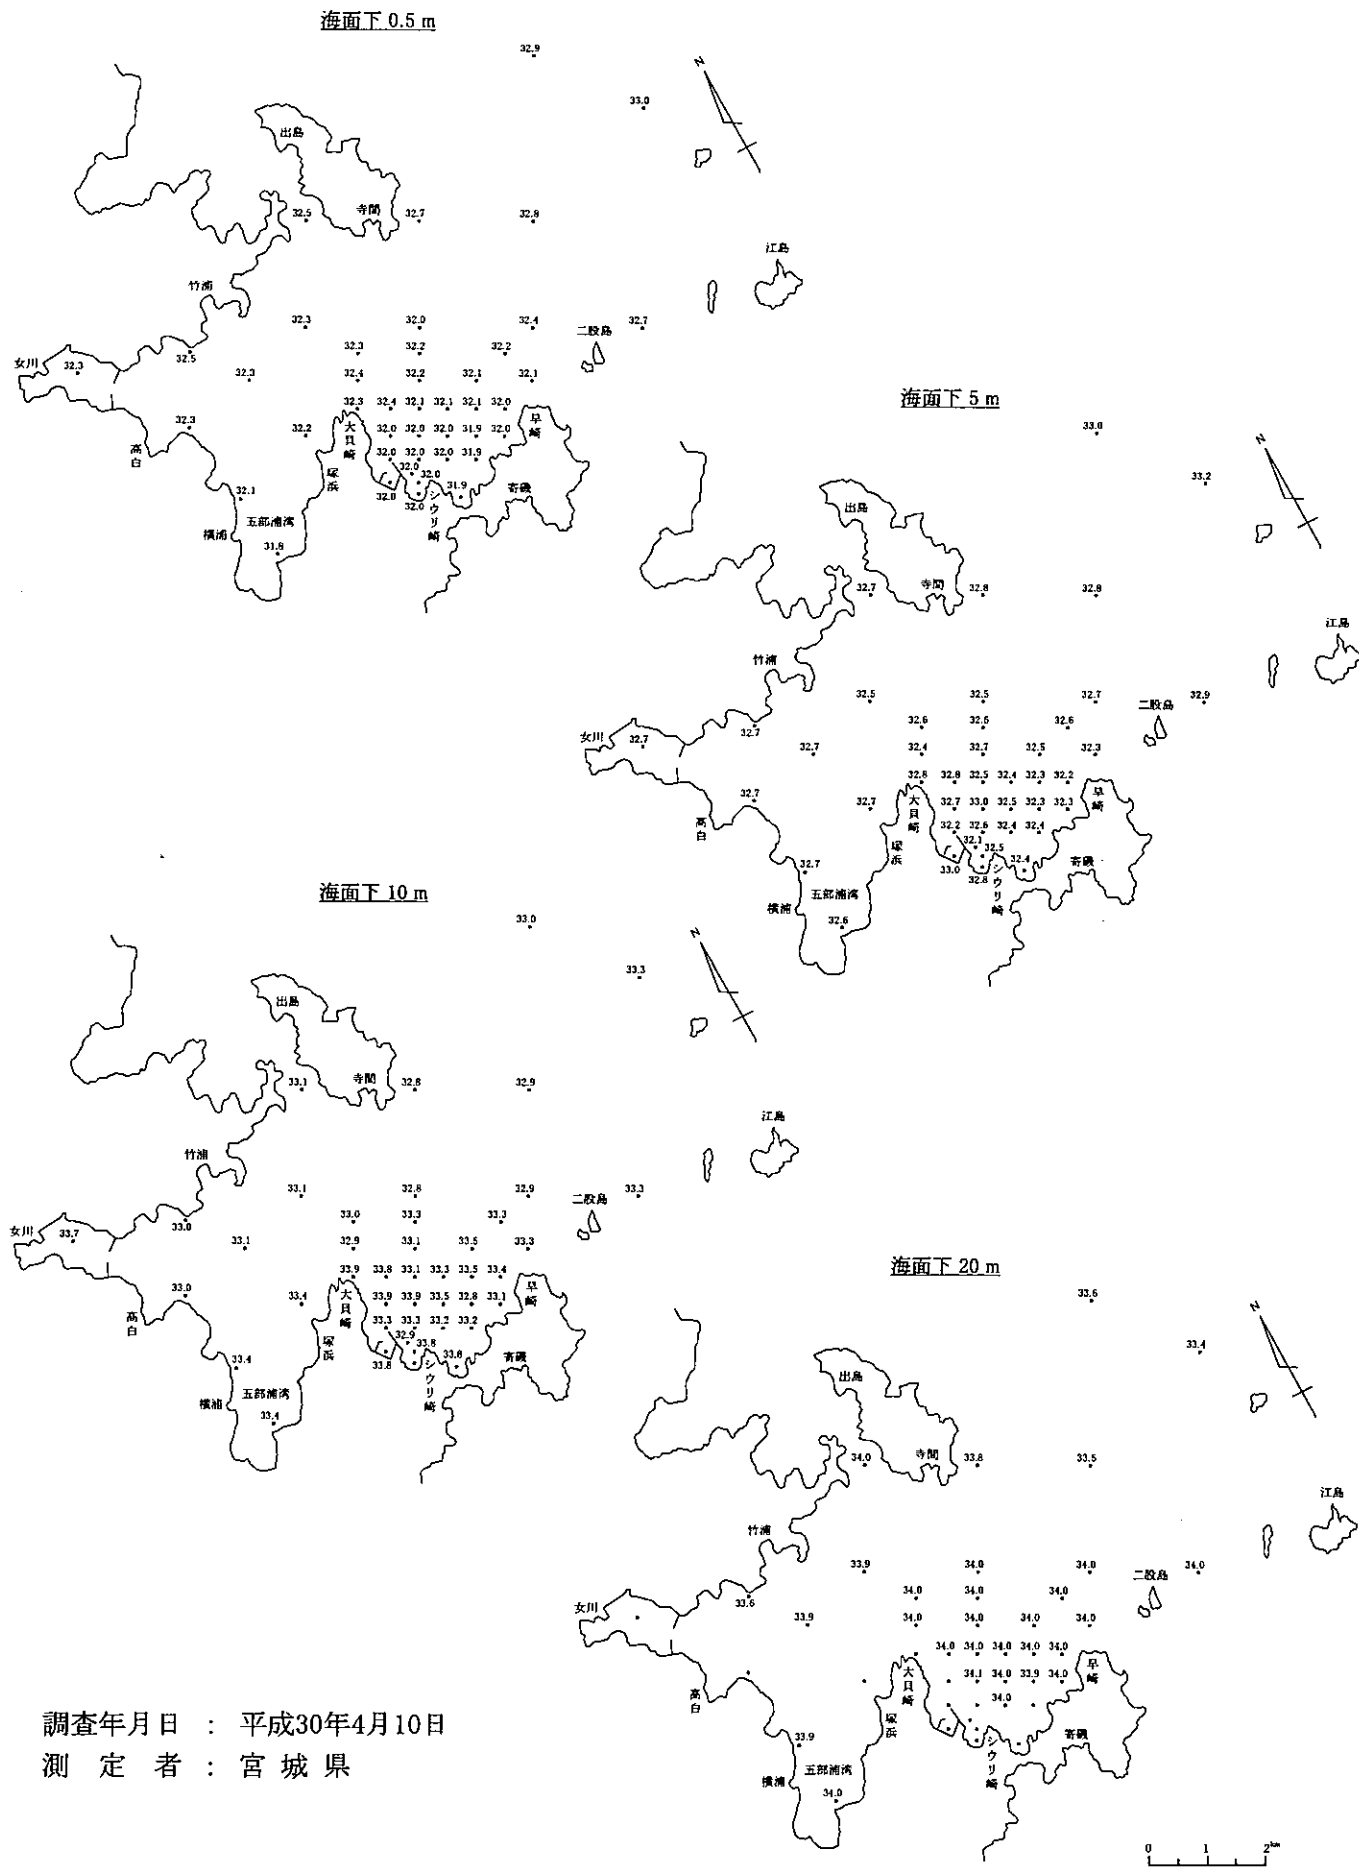 海面下 0.5 m
32.9
N
33.0
出島
寺間
32.5
32.7
32.8
江島
竹浦
32.3
32.0
32.4
32.7
二股島
女川
32.3
32.5
32.3
32.2
32.2
32.3
32.4
32.2
32.1
32.1
32.3
32.4
32.1
32.1
32.1
32.0
早崎
32.3
高白
32.2
大貝崎
32.0
32.0
32.0
31.9
32.0
塚浜
32.0
32.0
32.0
31.9
32.0
32.0
32.0
32.0
31.9
シウリ崎
寄磯
32.1
横浦
五部浦湾
31.8
海面下 5 m
33.0
N
33.2
出島
寺間
32.7
32.8
32.8
江島
竹浦
32.5
32.5
32.7
32.9
二股島
女川
32.7
32.7
32.6
32.5
32.6
32.7
32.4
32.7
32.5
32.3
32.8
32.8
32.5
32.4
32.3
32.2
早崎
32.7
高白
32.7
大貝崎
32.7
33.0
32.5
32.3
32.3
塚浜
32.2
32.6
32.4
32.4
32.1
32.5
33.0
32.8
32.4
シウリ崎
寄磯
32.7
横浦
五部浦湾
32.6
海面下 10 m
33.0
N
33.3
出島
寺間
33.1
32.8
32.9
江島
竹浦
33.1
32.8
32.9
33.3
二股島
女川
33.7
33.0
33.0
33.3
33.3
33.1
32.9
33.1
33.5
33.3
33.9
33.8
33.1
33.3
33.5
33.4
早崎
33.0
高白
33.4
大貝崎
33.9
33.9
33.5
32.8
33.1
塚浜
33.3
33.3
33.2
33.2
32.9
33.8
33.8
33.8
シウリ崎
寄磯
33.4
横浦
五部浦湾
33.4
海面下 20 m
33.6
N
33.4
出島
寺間
34.0
33.8
33.5
江島
竹浦
33.9
34.0
34.0
34.0
二股島
女川
33.6
34.0
34.0
34.0
33.9
34.0
34.0
34.0
34.0
34.0
34.0
34.0
34.0
34.0
早崎
高白
大貝崎
34.1
34.0
33.9
34.0
塚浜
34.0
シウリ崎
寄磯
33.9
横浦
五部浦湾
34.0
調査年月日 : 平成30年4月10日
測 定 者 : 宮 城 県
0 1 2km